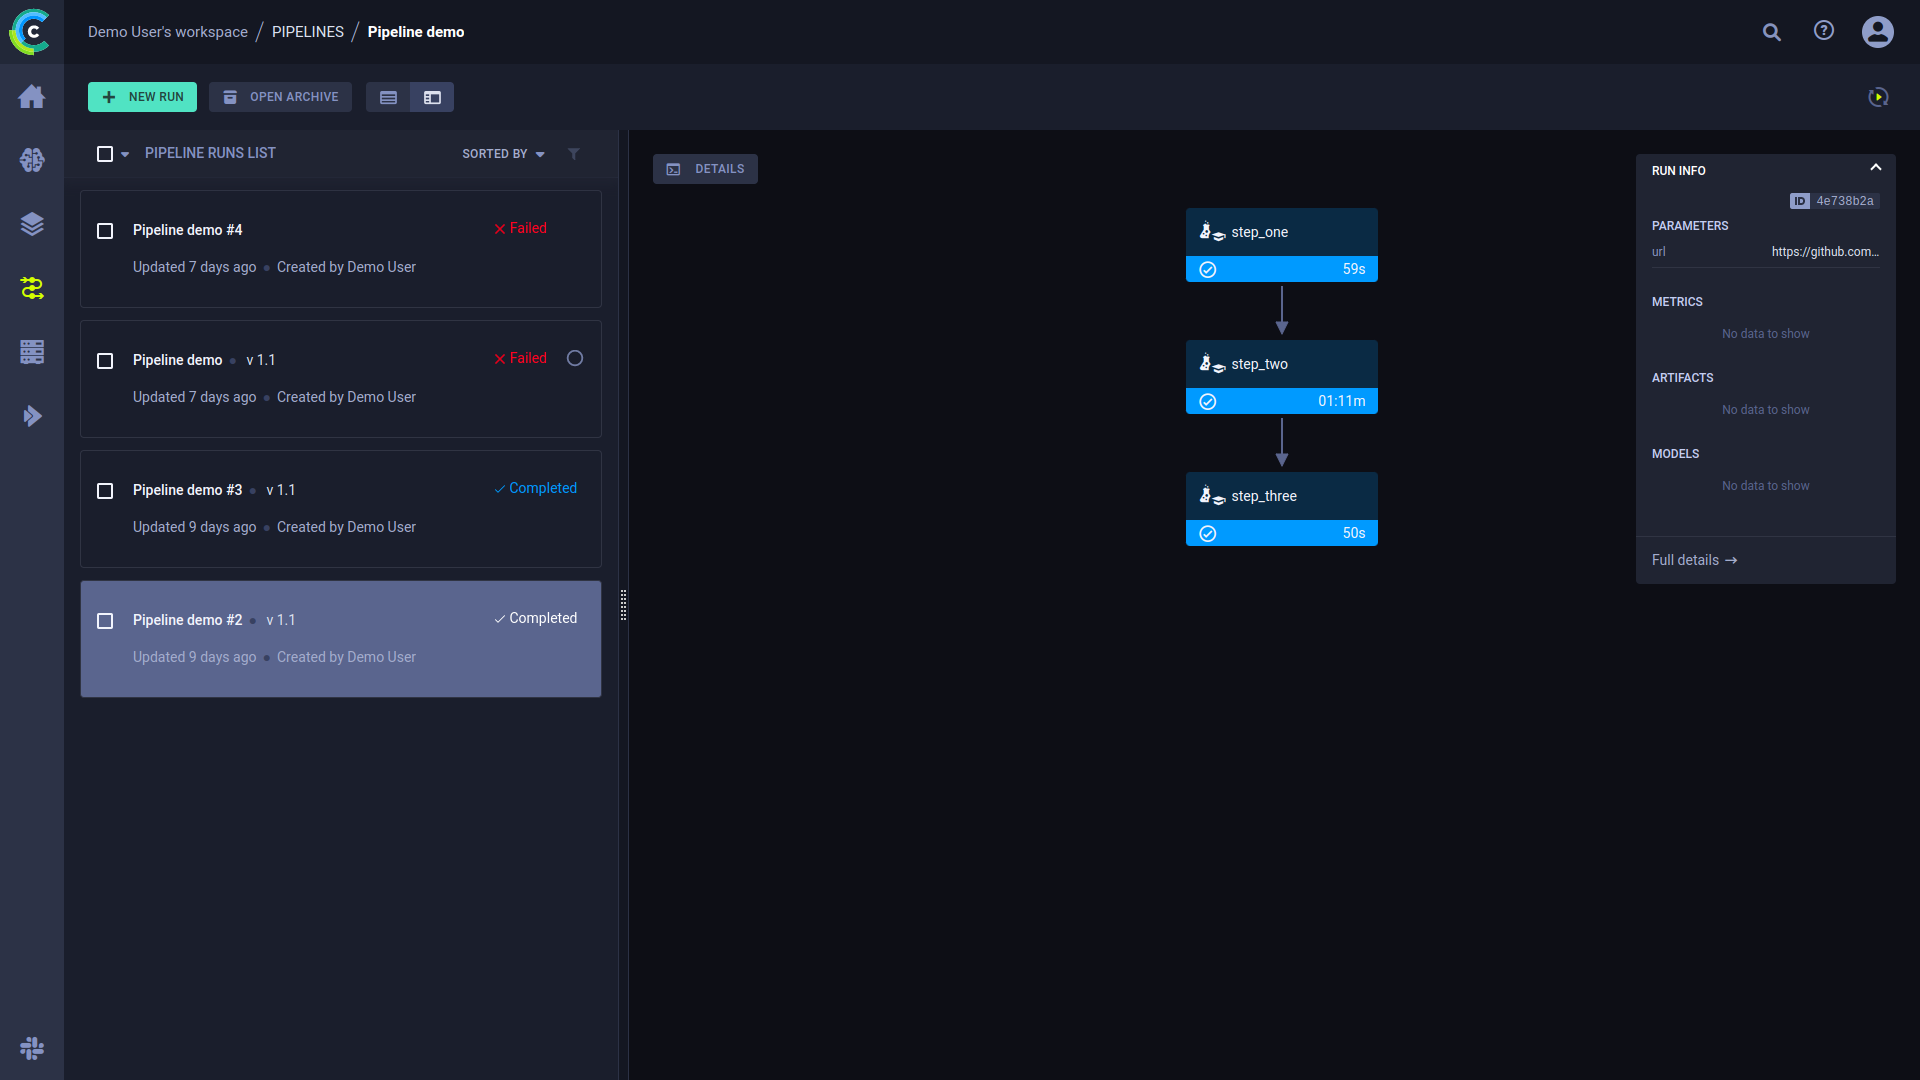 Demo User's workspace / PIPELINES / Pipeline demo
NEW RUN
OPEN ARCHIVE
PIPELINE RUNS LIST
SORTED BY
Pipeline demo #4
Failed
Updated 7 days ago • Created by Demo User
Pipeline demo • v 1.1
Failed
Updated 7 days ago • Created by Demo User
Pipeline demo #3 • v 1.1
Completed
Updated 9 days ago • Created by Demo User
Pipeline demo #2 • v 1.1
Completed
Updated 9 days ago • Created by Demo User
DETAILS
step_one
59s
step_two
01:11m
step_three
50s
RUN INFO
ID 4e738b2a
PARAMETERS
url https://github.com...
METRICS
No data to show
ARTIFACTS
No data to show
MODELS
No data to show
Full details →